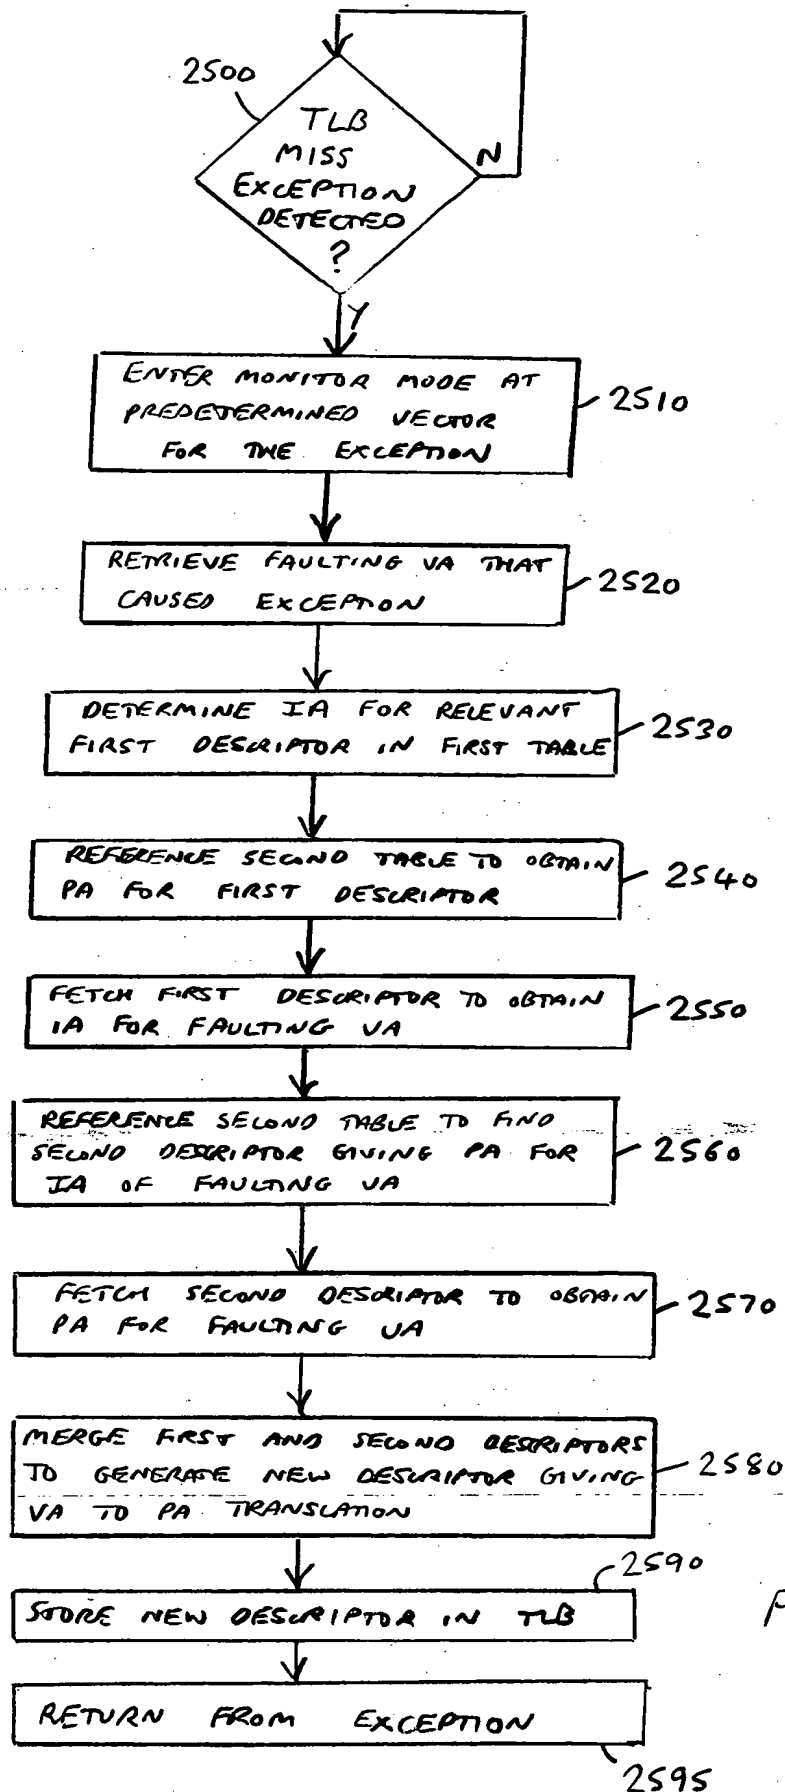 2500
TLB
MISS
EXCEPTION
DETECTED
?
N
Y
ENTER MONITOR MODE AT
PREDETERMINED VECTOR
FOR THE EXCEPTION
2510
RETRIEVE FAULTING VA THAT
CAUSED EXCEPTION
2520
DETERMINE IA FOR RELEVANT
FIRST DESCRIPTOR IN FIRST TABLE
2530
REFERENCE SECOND TABLE TO OBTAIN
PA FOR FIRST DESCRIPTOR
2540
FETCH FIRST DESCRIPTOR TO OBTAIN
IA FOR FAULTING VA
2550
REFERENCE SECOND TABLE TO FIND
SECOND DESCRIPTOR GIVING PA FOR
IA OF FAULTING VA
2560
FETCH SECOND DESCRIPTOR TO OBTAIN
PA FOR FAULTING VA
2570
MERGE FIRST AND SECOND DESCRIPTORS
TO GENERATE NEW DESCRIPTOR GIVING
VA TO PA TRANSLATION
2580
2590
STORE NEW DESCRIPTOR IN TLB
RETURN FROM EXCEPTION
2595